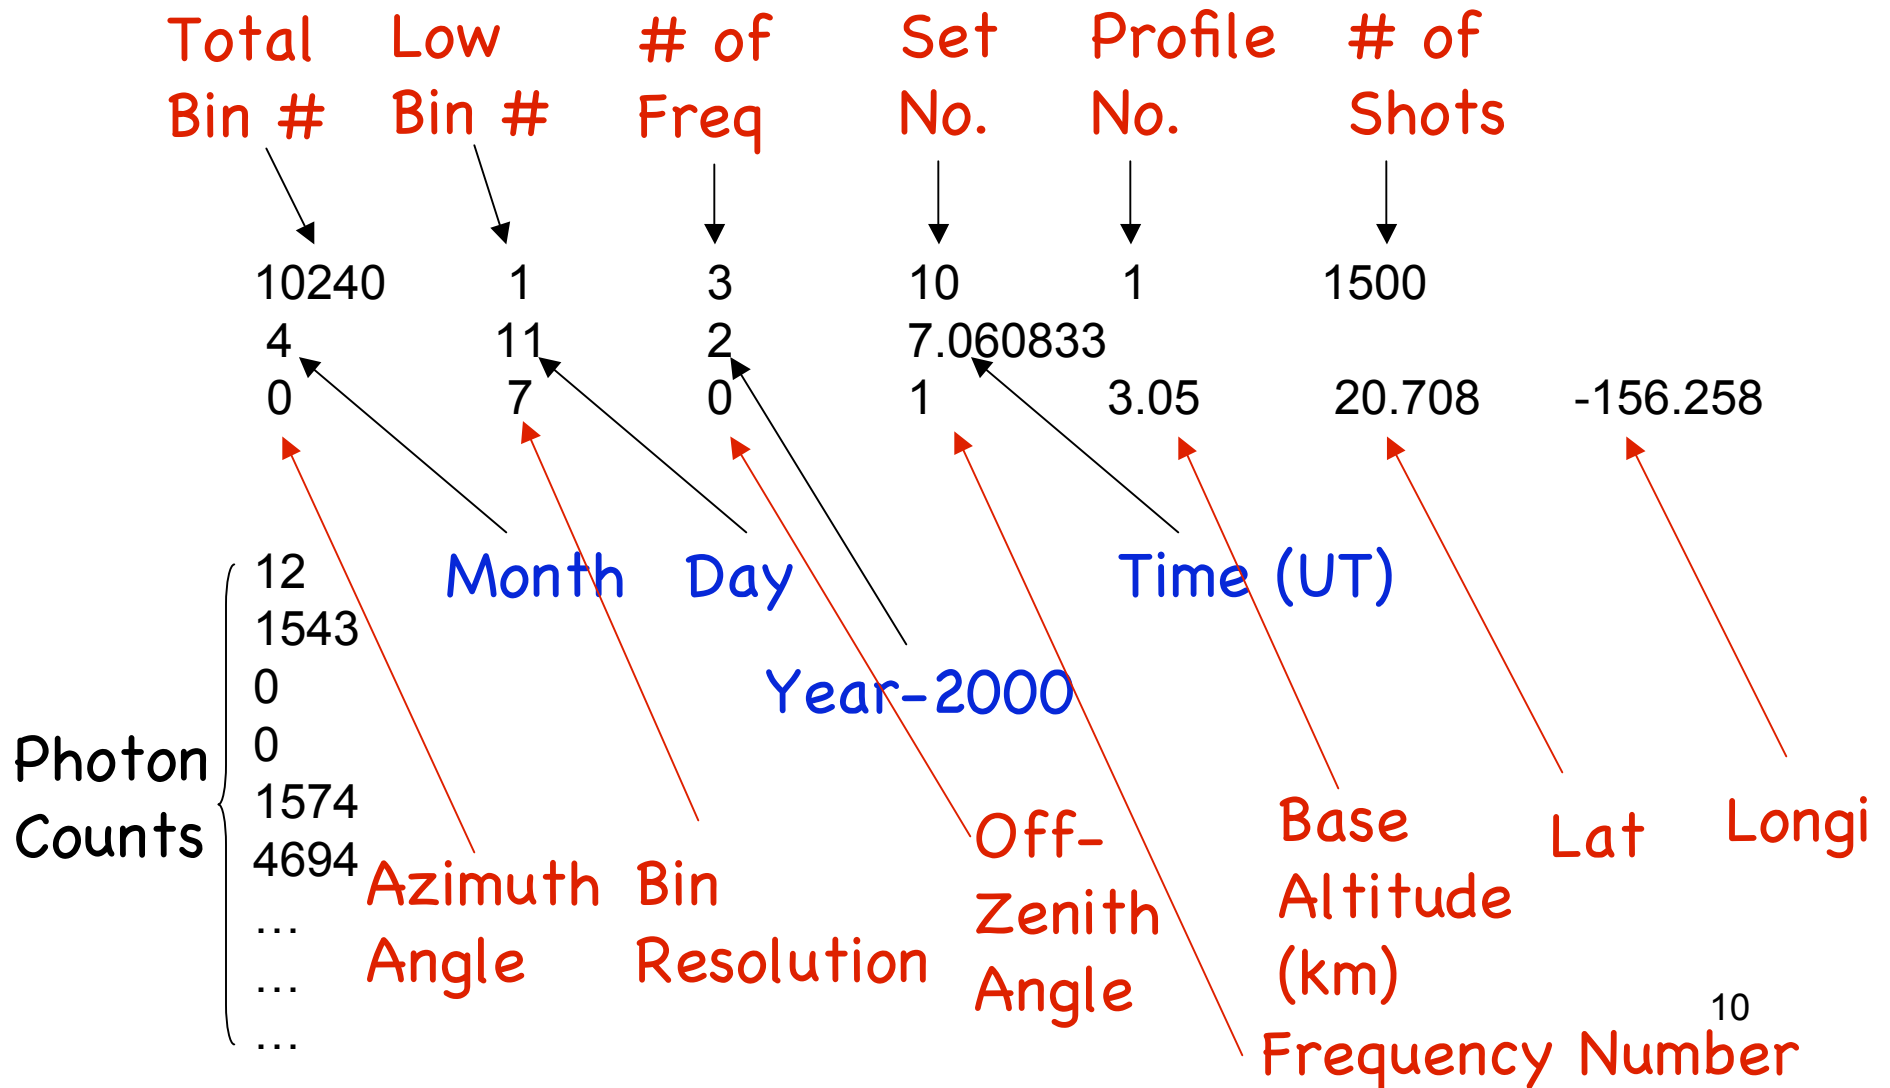 Total Low # of Set Profile # of
Bin # Bin # Freq No. No. Shots
10240 1 3 10 1 1500
4 11 2 7.060833
0 7 0 1 3.05 20.708 -156.258
12 Month Day Time (UT)
1543
0 Year-2000
0
Photon
1574
Counts
4694
Azimuth Angle
Bin Resolution
Off-
Zenith
Angle
Base
Altitude
(km)
Lat
Longi
...
...
...
10
Frequency Number